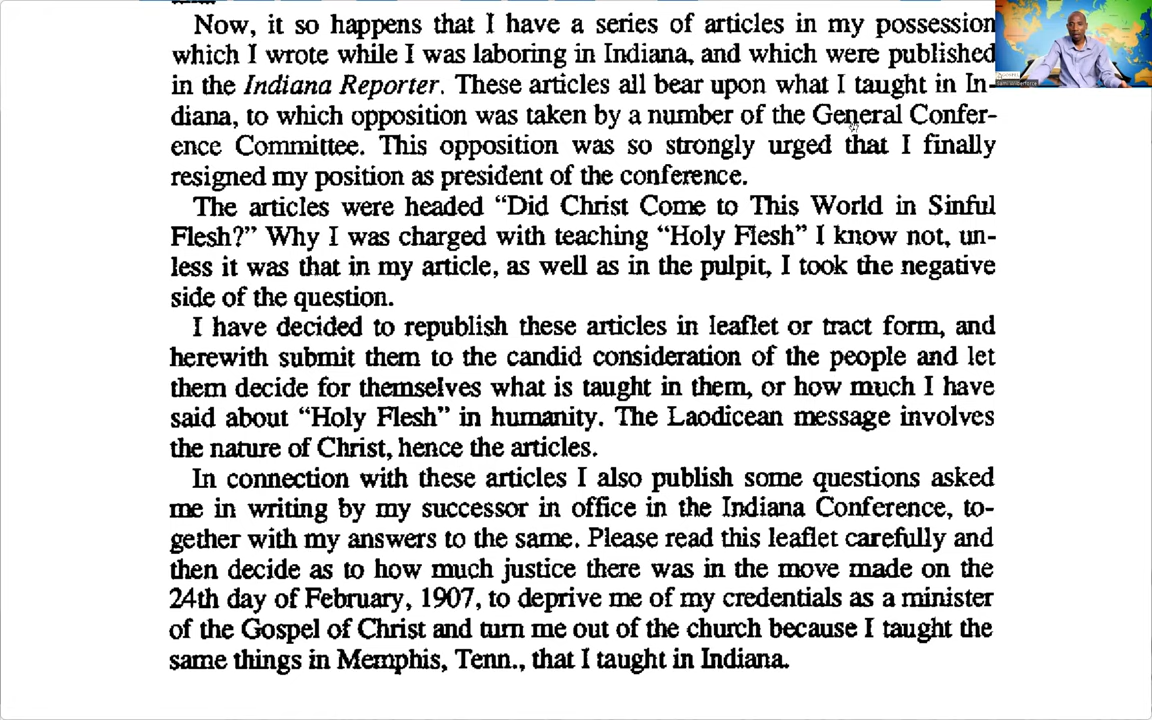 Now, it so happens that I have a series of articles in my possession
which I wrote while I was laboring in Indiana, and which were published
in the Indiana Reporter. These articles all bear upon what I taught in In-
diana, to which opposition was taken by a number of the General Confer-
ence Committee. This opposition was so strongly urged that I finally
resigned my position as president of the conference.
The articles were headed “Did Christ Come to This World in Sinful
Flesh?” Why I was charged with teaching “Holy Flesh” I know not, un-
less it was that in my article, as well as in the pulpit, I took the negative
side of the question.
I have decided to republish these articles in leaflet or tract form, and
herewith submit them to the candid consideration of the people and let
them decide for themselves what is taught in them, or how much I have
said about “Holy Flesh” in humanity. The Laodicean message involves
the nature of Christ, hence the articles.
In connection with these articles I also publish some questions asked
me in writing by my successor in office in the Indiana Conference, to-
gether with my answers to the same. Please read this leaflet carefully and
then decide as to how much justice there was in the move made on the
24th day of February, 1907, to deprive me of my credentials as a minister
of the Gospel of Christ and turn me out of the church because I taught the
same things in Memphis, Tenn., that I taught in Indiana.